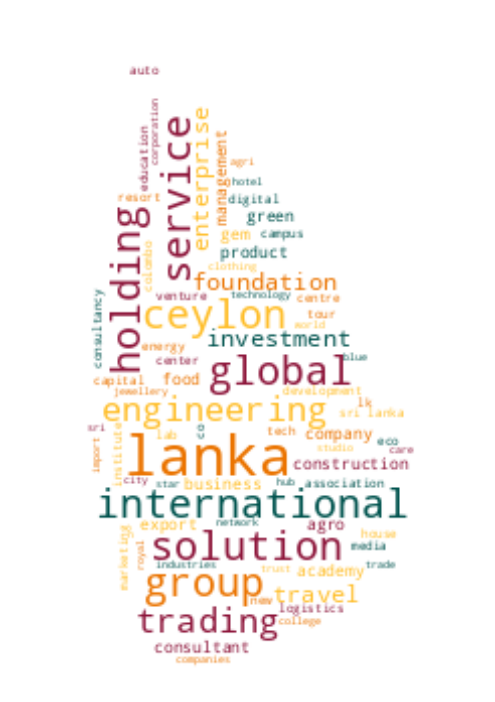 auto
corporation
education
service
enterprise
management
agri
hotel
resort
digital
holding
green
gem
campus
colombo
product
clothing
foundation
consultancy
venture
technology
centre
ceylon
tour
world
investment
energy
center
blue
global
capital
food
jewellery
development
engineering
lk
sri lanka
sri
institute
lab
co
tech
company
eco
import
lanka
studio
care
construction
city
star
business
hub
association
international
export
network
agro
marketing
house
solution
royal
media
industries
trust
academy
trade
group
new
travel
logistics
trading
college
consultant
companies